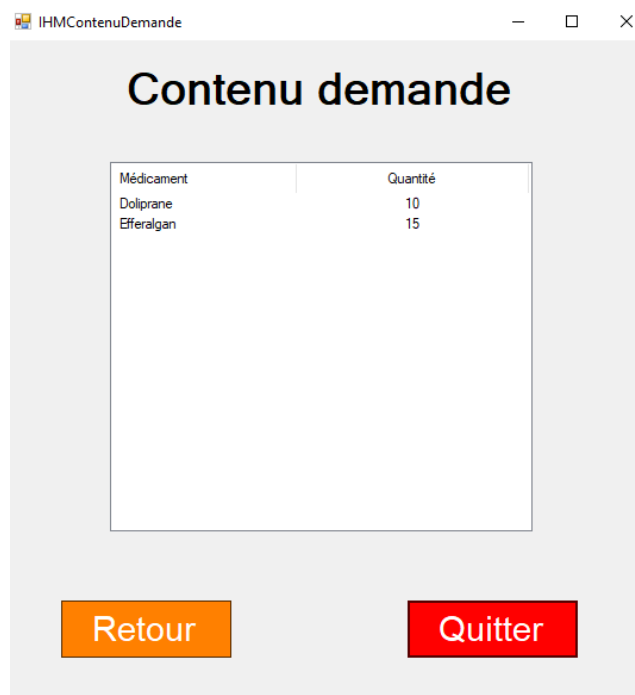 IHMContenuDemande
Contenu demande
Médicament Quantité
Doliprane 10
Efferalgan 15
Retour Quitter